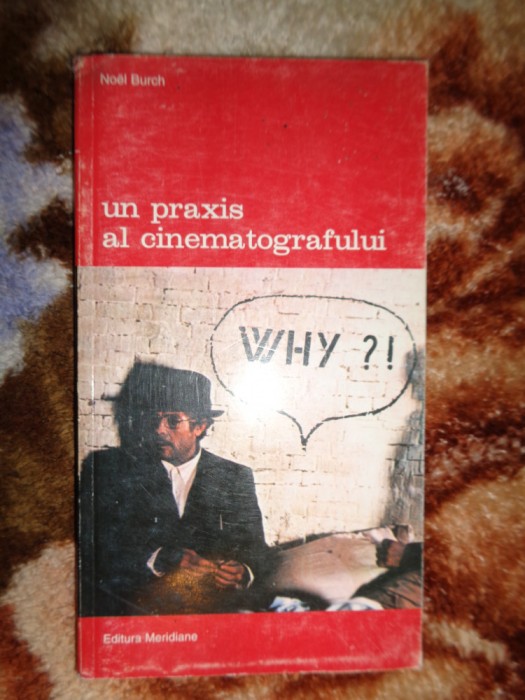 Noël Burch
un praxis
al cinematografului
WHY ?!
Editura Meridiane